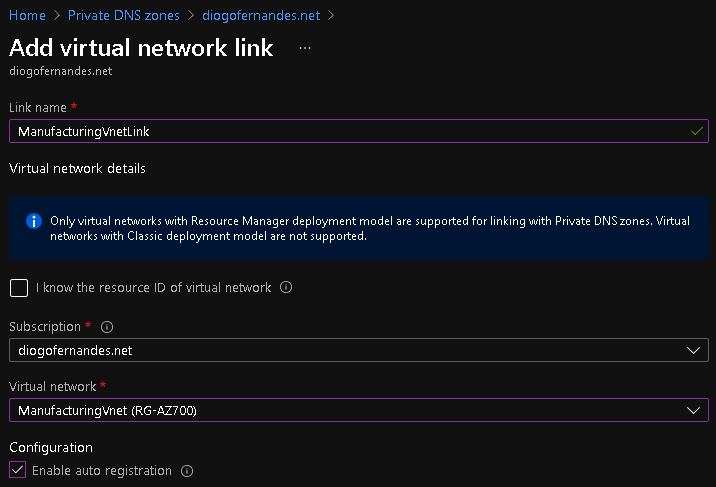 Home > Private DNS zones > diogofernandes.net >
Add virtual network link ...
diogofernandes.net
Link name *
ManufacturingVnetLink
Virtual network details
Only virtual networks with Resource Manager deployment model are supported for linking with Private DNS zones. Virtual
networks with Classic deployment model are not supported.
I know the resource ID of virtual network
Subscription *
diogofernandes.net
Virtual network *
ManufacturingVnet (RG-AZ700)
Configuration
Enable auto registration